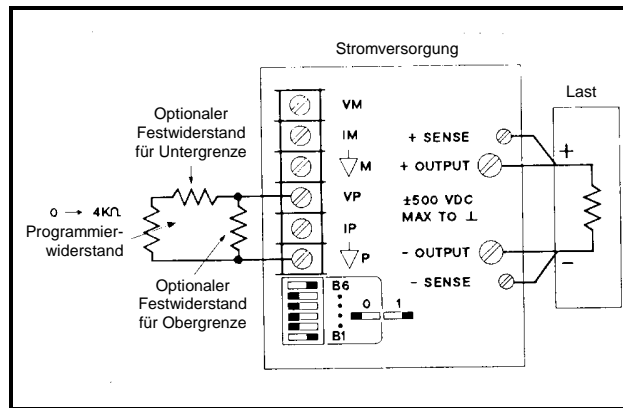 Stromversorgung
Last
Optionaler
Festwiderstand
für Untergrenze
0 → 4KΩ
Programmier-
widerstand
Optionaler
Festwiderstand
für Obergrenze
VM
IM
M
VP
IP
P
B6
B1
0 1
+ SENSE
+ OUTPUT
±500 VDC
MAX TO ⊥
- OUTPUT
- SENSE
+
−